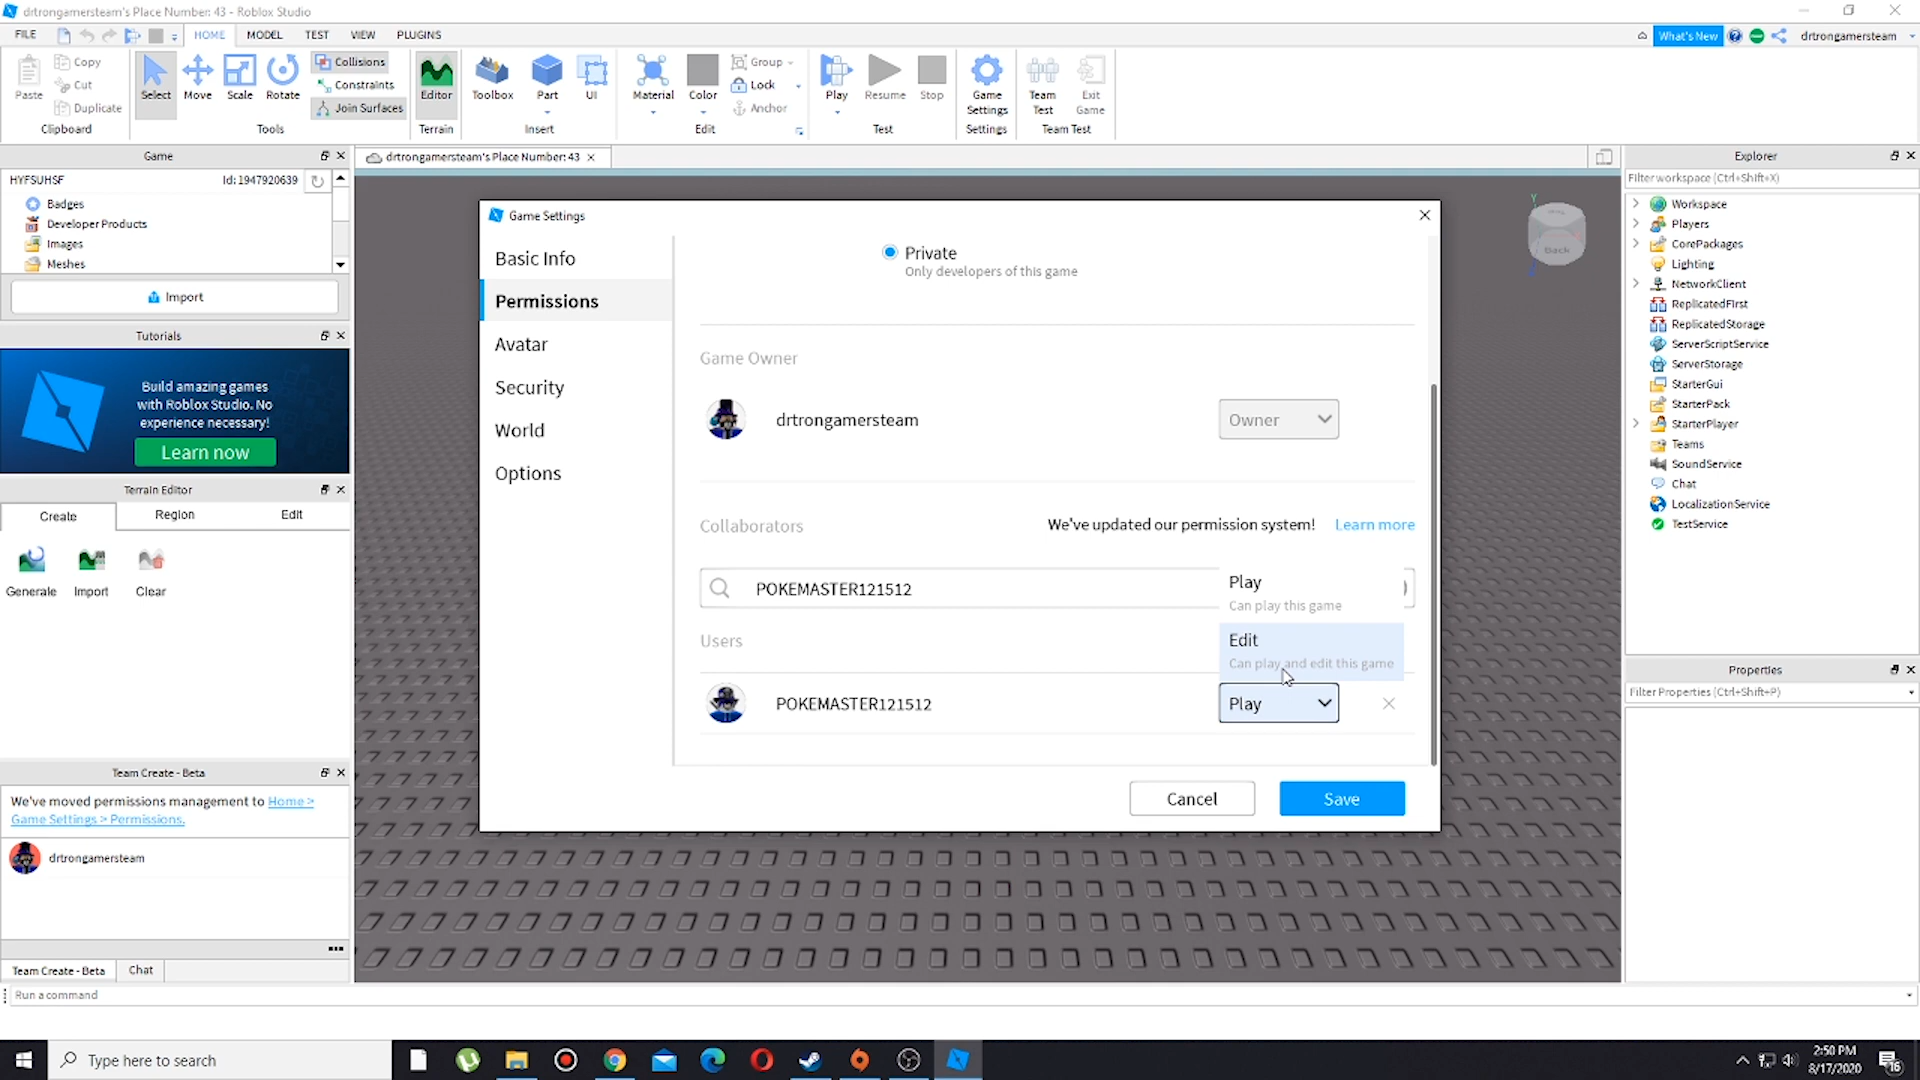 drtrongamersteam's Place Number: 43 - Roblox Studio
FILE
HOME
MODEL
TEST
VIEW
PLUGINS
What's New
drtrongamersteam
Paste
Copy
Cut
Duplicate
Clipboard
Select
Move
Scale
Rotate
Collisions
Constraints
Join Surfaces
Tools
Editor
Terrain
Toolbox
Part
UI
Insert
Material
Color
Group
Lock
Anchor
Edit
Play
Resume
Stop
Test
Game
Settings
Settings
Team
Test
Exit
Game
Team Test
Game
HYFSUHSF
Id: 1947920639
Badges
Developer Products
Images
Meshes
Import
Tutorials
Build amazing games
with Roblox Studio. No
experience necessary!
Learn now
Terrain Editor
Create
Region
Edit
Generate
Import
Clear
Team Create - Beta
We've moved permissions management to Home >
Game Settings > Permissions.
drtrongamersteam
Team Create - Beta
Chat
Run a command
drtrongamersteam's Place Number: 43
Y
Back
Game Settings
Basic Info
Permissions
Avatar
Security
World
Options
Private
Only developers of this game
Game Owner
drtrongamersteam
Owner
Collaborators
We've updated our permission system!
Learn more
POKEMASTER121512
Play
Can play this game
Users
Edit
Can play and edit this game
POKEMASTER121512
Play
Cancel
Save
Explorer
Filter workspace (Ctrl+Shift+X)
Workspace
Players
CorePackages
Lighting
NetworkClient
ReplicatedFirst
ReplicatedStorage
ServerScriptService
ServerStorage
StarterGui
StarterPack
StarterPlayer
Teams
SoundService
Chat
LocalizationService
TestService
Properties
Filter Properties (Ctrl+Shift+P)
Type here to search
2:50 PM
8/17/2020
16